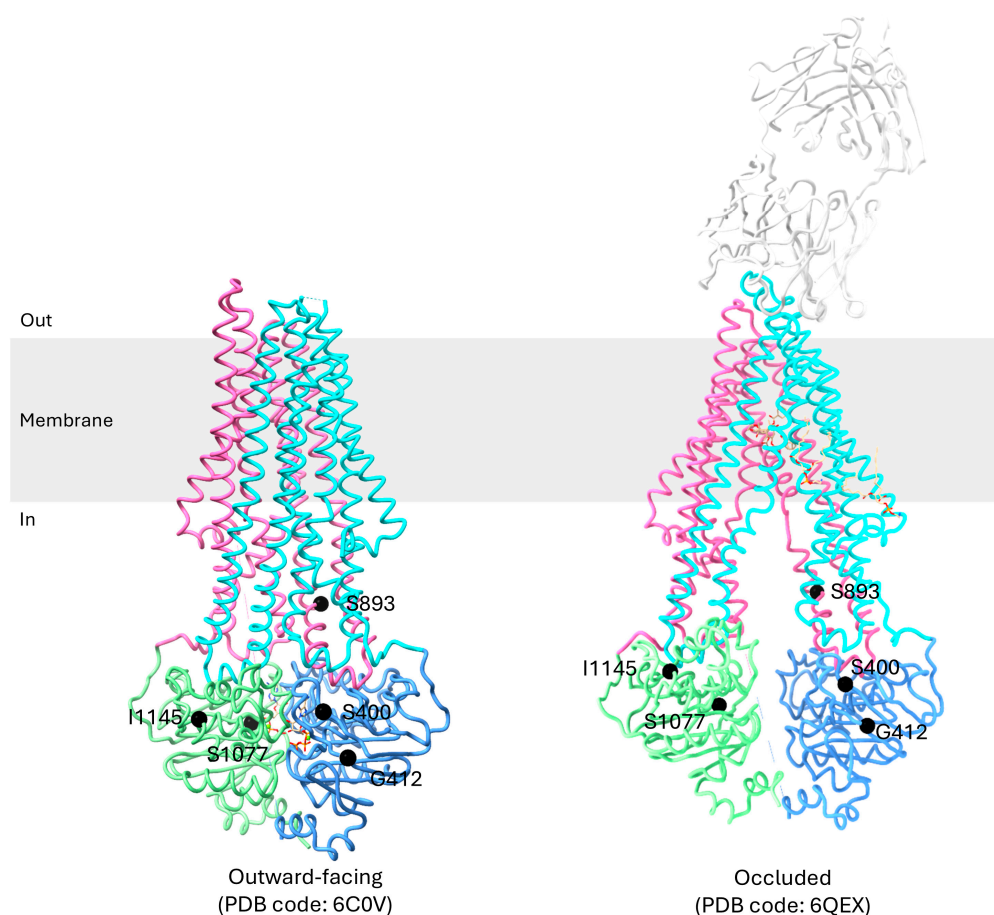 Out
Membrane
In
S893
I1145
S400
S1077
G412
S893
I1145
S400
S1077
G412
Outward-facing
(PDB code: 6C0V)
Occluded
(PDB code: 6QEX)